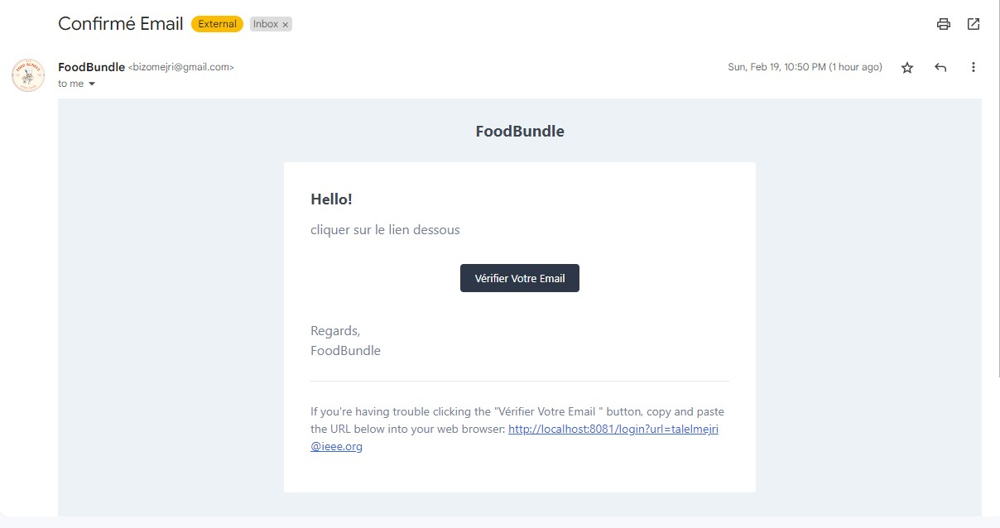 Confirmé Email External Inbox ×
FoodBundle <bizomejri@gmail.com> Sun, Feb 19, 10:50 PM (1 hour ago)
to me
FoodBundle
Hello!
cliquer sur le lien dessous
Vérifier Votre Email
Regards,
FoodBundle
If you're having trouble clicking the "Vérifier Votre Email " button, copy and paste
the URL below into your web browser: http://localhost:8081/login?url=talelmejri
@ieee.org